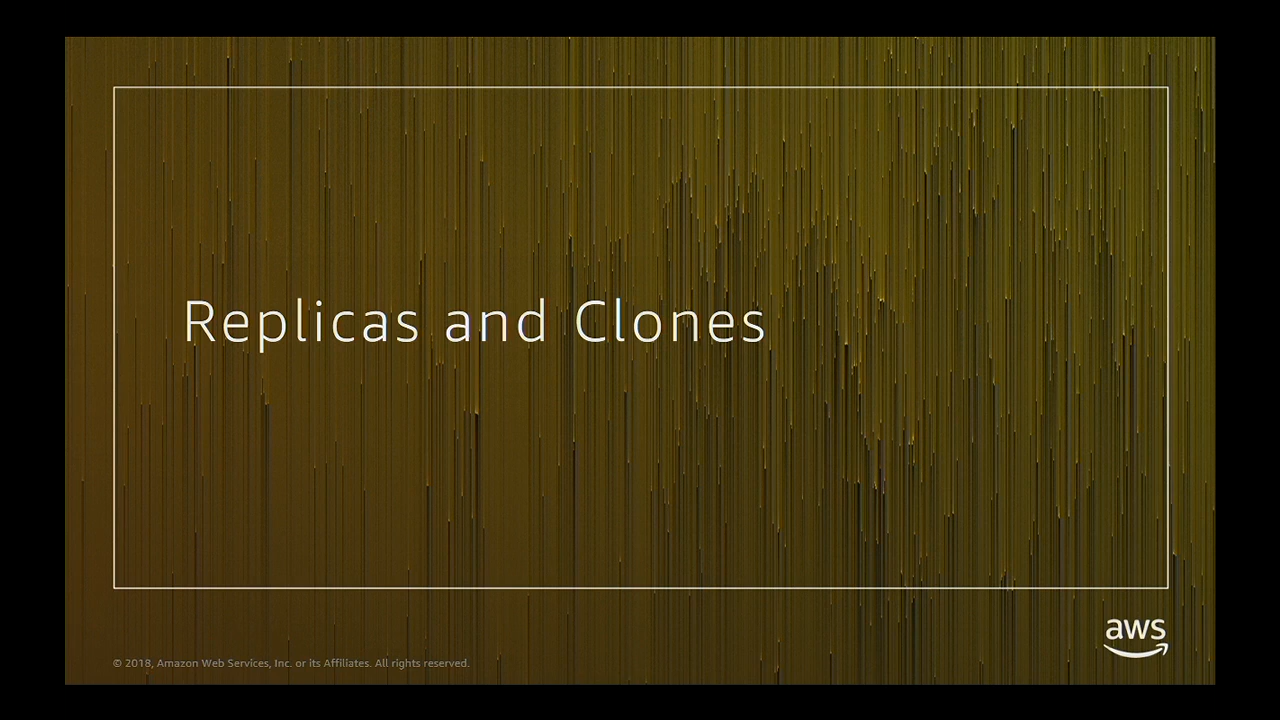 Replicas and Clones
aws
© 2018, Amazon Web Services, Inc. or its Affiliates. All rights reserved.